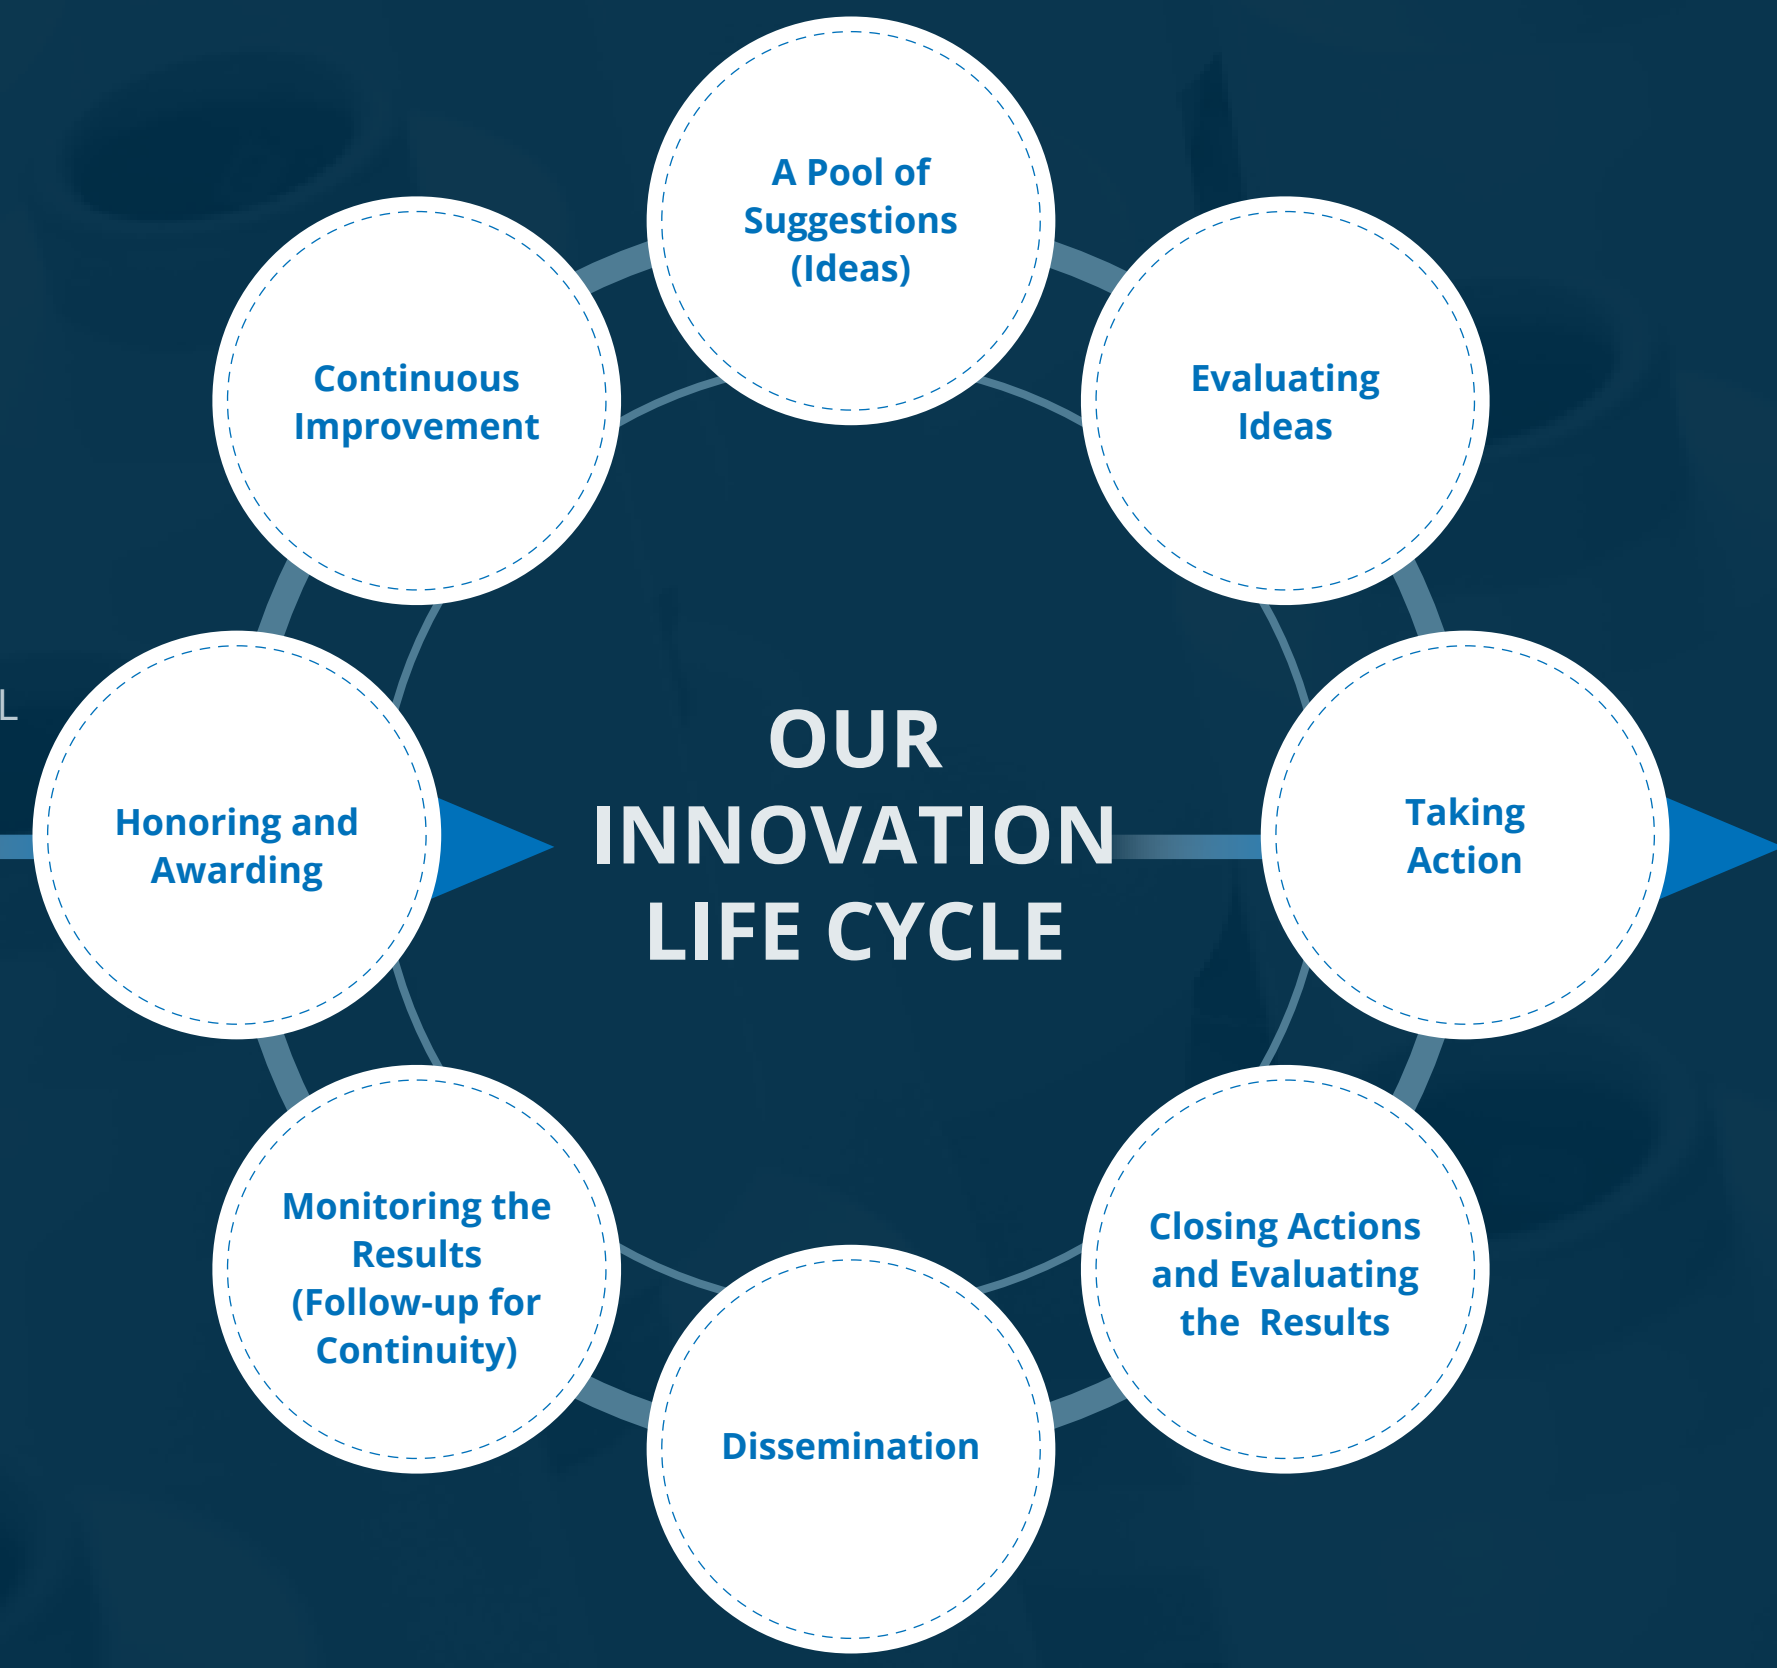 A Pool of
Suggestions
(Ideas)
Evaluating
Ideas
Taking
Action
Closing Actions
and Evaluating
the  Results
Dissemination
Monitoring the
Results
(Follow-up for
Continuity)
Honoring and
Awarding
Continuous
Improvement
OUR
INNOVATION
LIFE CYCLE
L